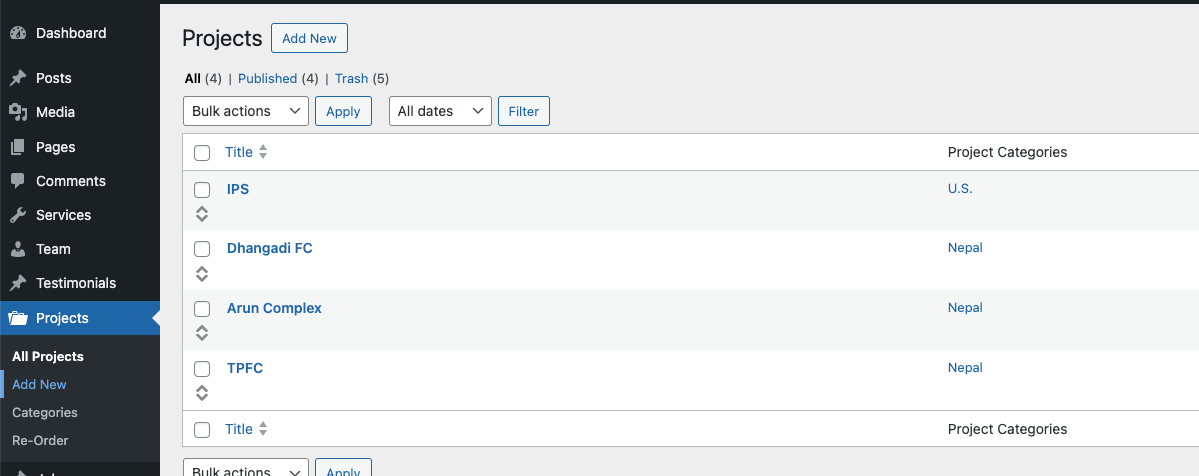 Dashboard
Posts
Media
Pages
Comments
Services
Team
Testimonials
Projects
All Projects
Add New
Categories
Re-Order
Projects Add New
All (4) | Published (4) | Trash (5)
Bulk actions Apply All dates Filter
Title Project Categories
IPS U.S.
Dhangadi FC Nepal
Arun Complex Nepal
TPFC Nepal
Title Project Categories
Bulk actions Apply